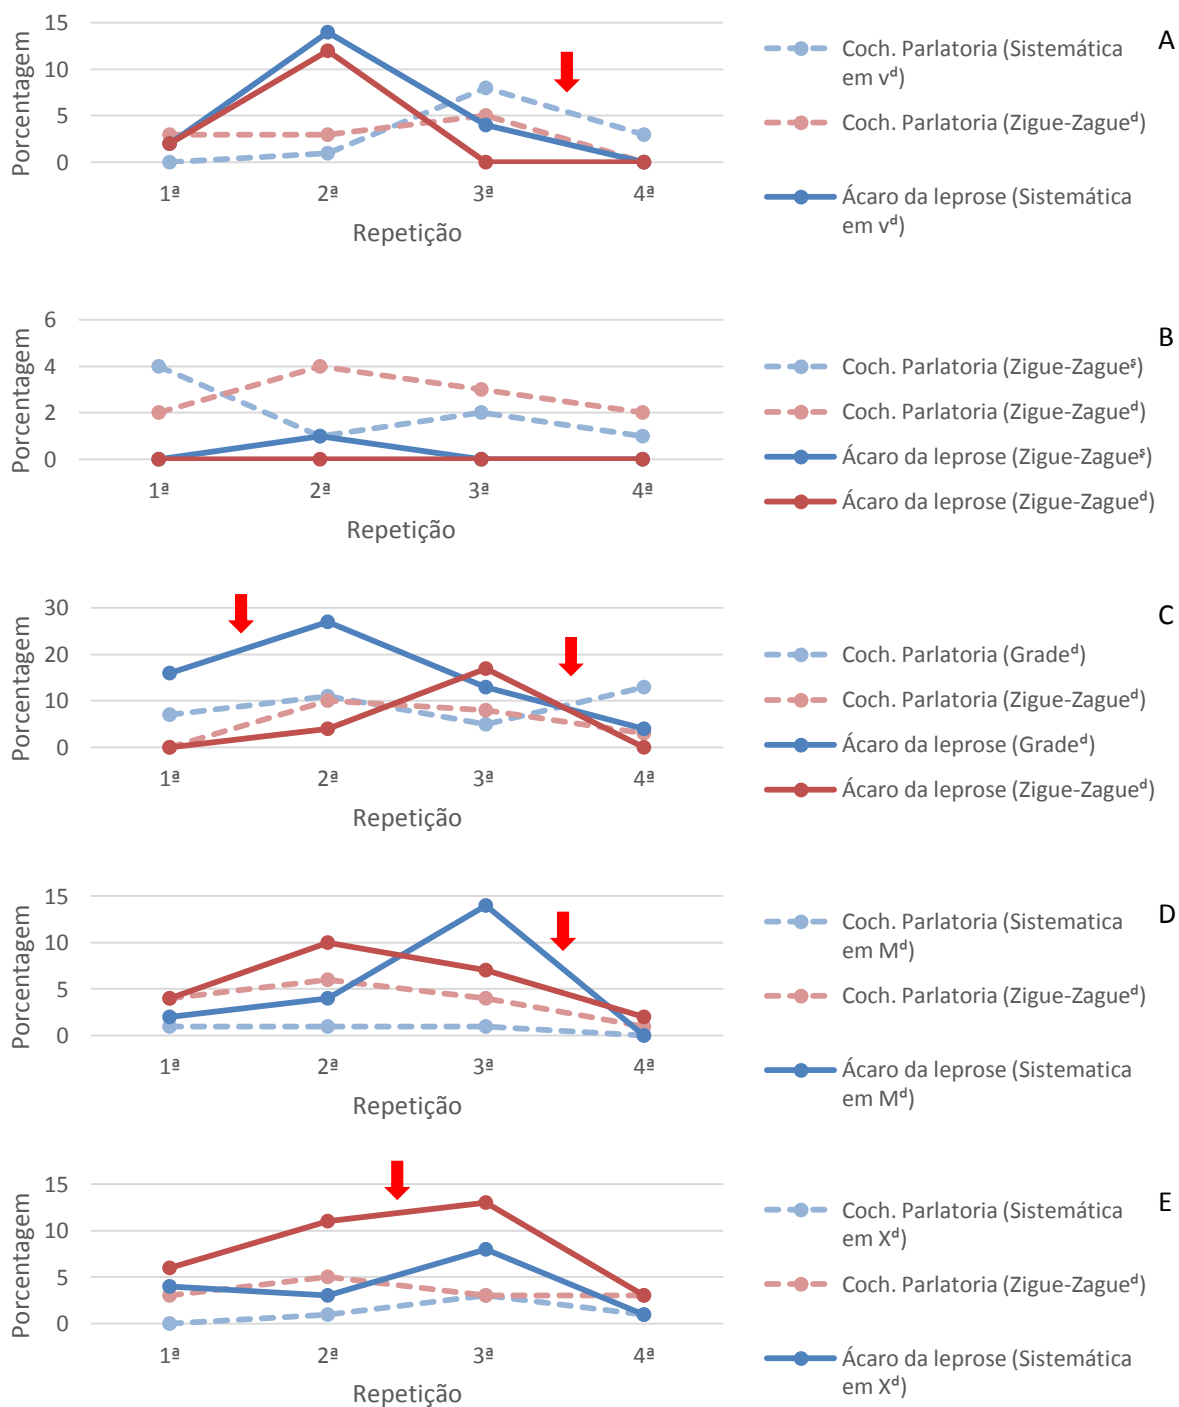 A
Porcentagem
15
10
5
0
1ª 2ª 3ª 4ª
Repetição
Coch. Parlatoria (Sistemática
em vᵈ)
Coch. Parlatoria (Zigue-Zagueᵈ)
Ácaro da leprose (Sistemática
em vᵈ)
B
Porcentagem
6
4
2
0
1ª 2ª 3ª 4ª
Repetição
Coch. Parlatoria (Zigue-Zagueˢ)
Coch. Parlatoria (Zigue-Zagueᵈ)
Ácaro da leprose (Zigue-Zagueˢ)
Ácaro da leprose (Zigue-Zagueᵈ)
C
Porcentagem
30
20
10
0
1ª 2ª 3ª 4ª
Repetição
Coch. Parlatoria (Gradeᵈ)
Coch. Parlatoria (Zigue-Zagueᵈ)
Ácaro da leprose (Gradeᵈ)
Ácaro da leprose (Zigue-Zagueᵈ)
D
Porcentagem
15
10
5
0
1ª 2ª 3ª 4ª
Repetição
Coch. Parlatoria (Sistematica
em Mᵈ)
Coch. Parlatoria (Zigue-Zagueᵈ)
Ácaro da leprose (Sistematica
em Mᵈ)
E
Porcentagem
15
10
5
0
1ª 2ª 3ª 4ª
Repetição
Coch. Parlatoria (Sistemática
em Xᵈ)
Coch. Parlatoria (Zigue-Zagueᵈ)
Ácaro da leprose (Sistemática
em Xᵈ)